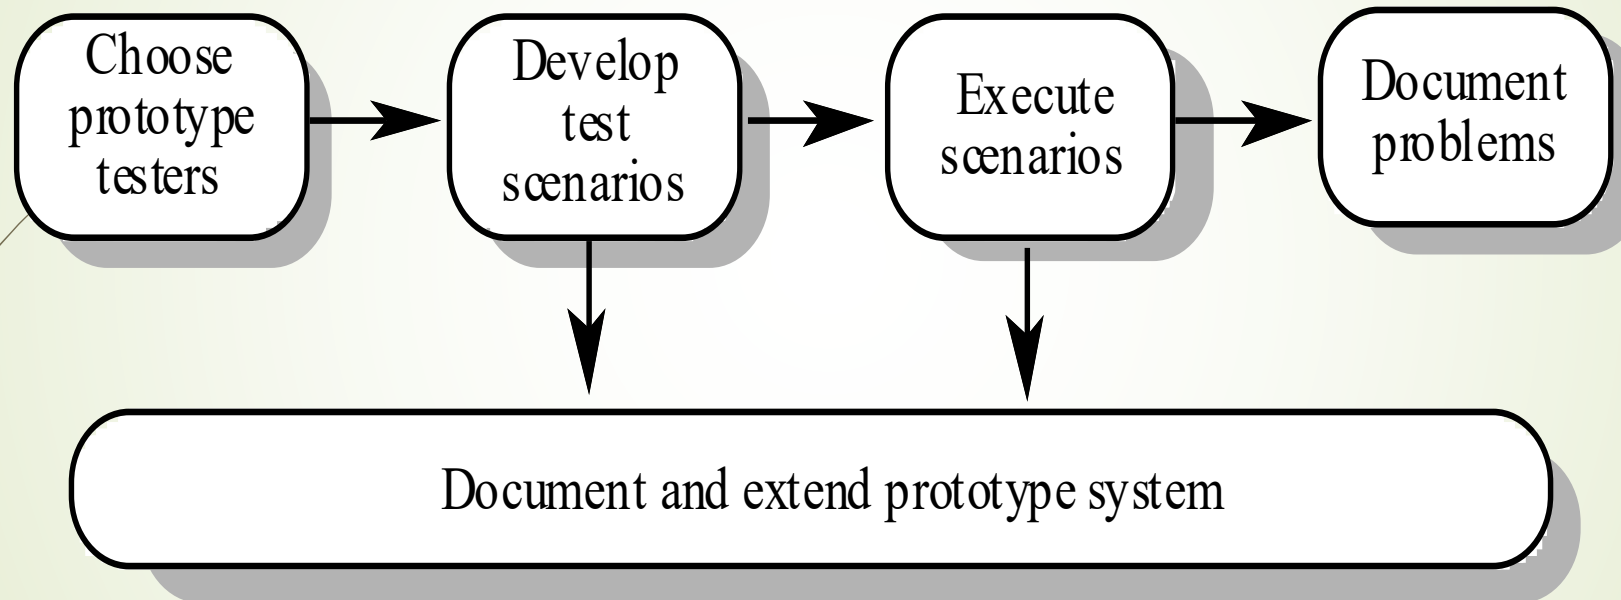 Choose
prototype
testers
Develop
test
scenarios
Execute
scenarios
Document
problems
Document and extend prototype system